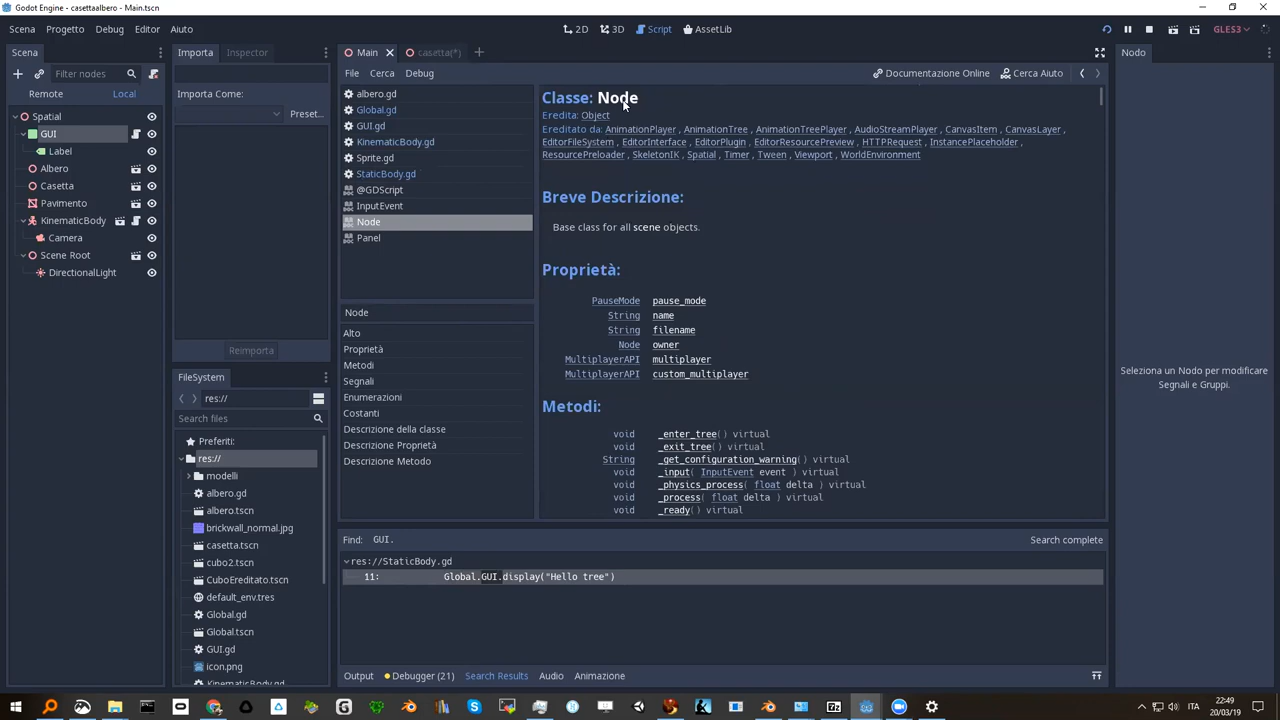 Godot Engine - casettaalbero - Main.tscn
Scena Progetto Debug Editor Aiuto
2D 3D Script AssetLib
GLES3
Scena
Filter nodes
Remote Local
Spatial
GUI
Label
Albero
Casetta
Pavimento
KinematicBody
Camera
Scene Root
DirectionalLight
Importa Inspector
Importa Come:
Preset...
Reimporta
FileSystem
res://
Search files
Preferiti:
res://
modelli
albero.gd
albero.tscn
brickwall_normal.jpg
casetta.tscn
cubo2.tscn
CuboEreditato.tscn
default_env.tres
Global.gd
Global.tscn
GUI.gd
icon.png
KinematicBody.gd
Main casetta(*)
File Cerca Debug
Documentazione Online Cerca Aiuto
albero.gd
Global.gd
GUI.gd
KinematicBody.gd
Sprite.gd
StaticBody.gd
@GDScript
InputEvent
Node
Panel
Node
Alto
Proprietà
Metodi
Segnali
Enumerazioni
Costanti
Descrizione della classe
Descrizione Proprietà
Descrizione Metodo
Classe: Node
Eredita: Object
Ereditato da: AnimationPlayer , AnimationTree , AnimationTreePlayer , AudioStreamPlayer , CanvasItem , CanvasLayer ,
EditorFileSystem , EditorInterface , EditorPlugin , EditorResourcePreview , HTTPRequest , InstancePlaceholder ,
ResourcePreloader , SkeletonIK , Spatial , Timer , Tween , Viewport , WorldEnvironment
Breve Descrizione:
Base class for all scene objects.
Proprietà:
PauseMode pause_mode
String name
String filename
Node owner
MultiplayerAPI multiplayer
MultiplayerAPI custom_multiplayer
Metodi:
void _enter_tree() virtual
void _exit_tree() virtual
String _get_configuration_warning() virtual
void _input( InputEvent event ) virtual
void _physics_process( float delta ) virtual
void _process( float delta ) virtual
void _ready() virtual
Find: GUI. Search complete
res://StaticBody.gd
11: Global.GUI.display("Hello tree")
Output Debugger (21) Search Results Audio Animazione
Nodo
Seleziona un Nodo per modificare
Segnali e Gruppi.
ITA
22:49
20/03/19